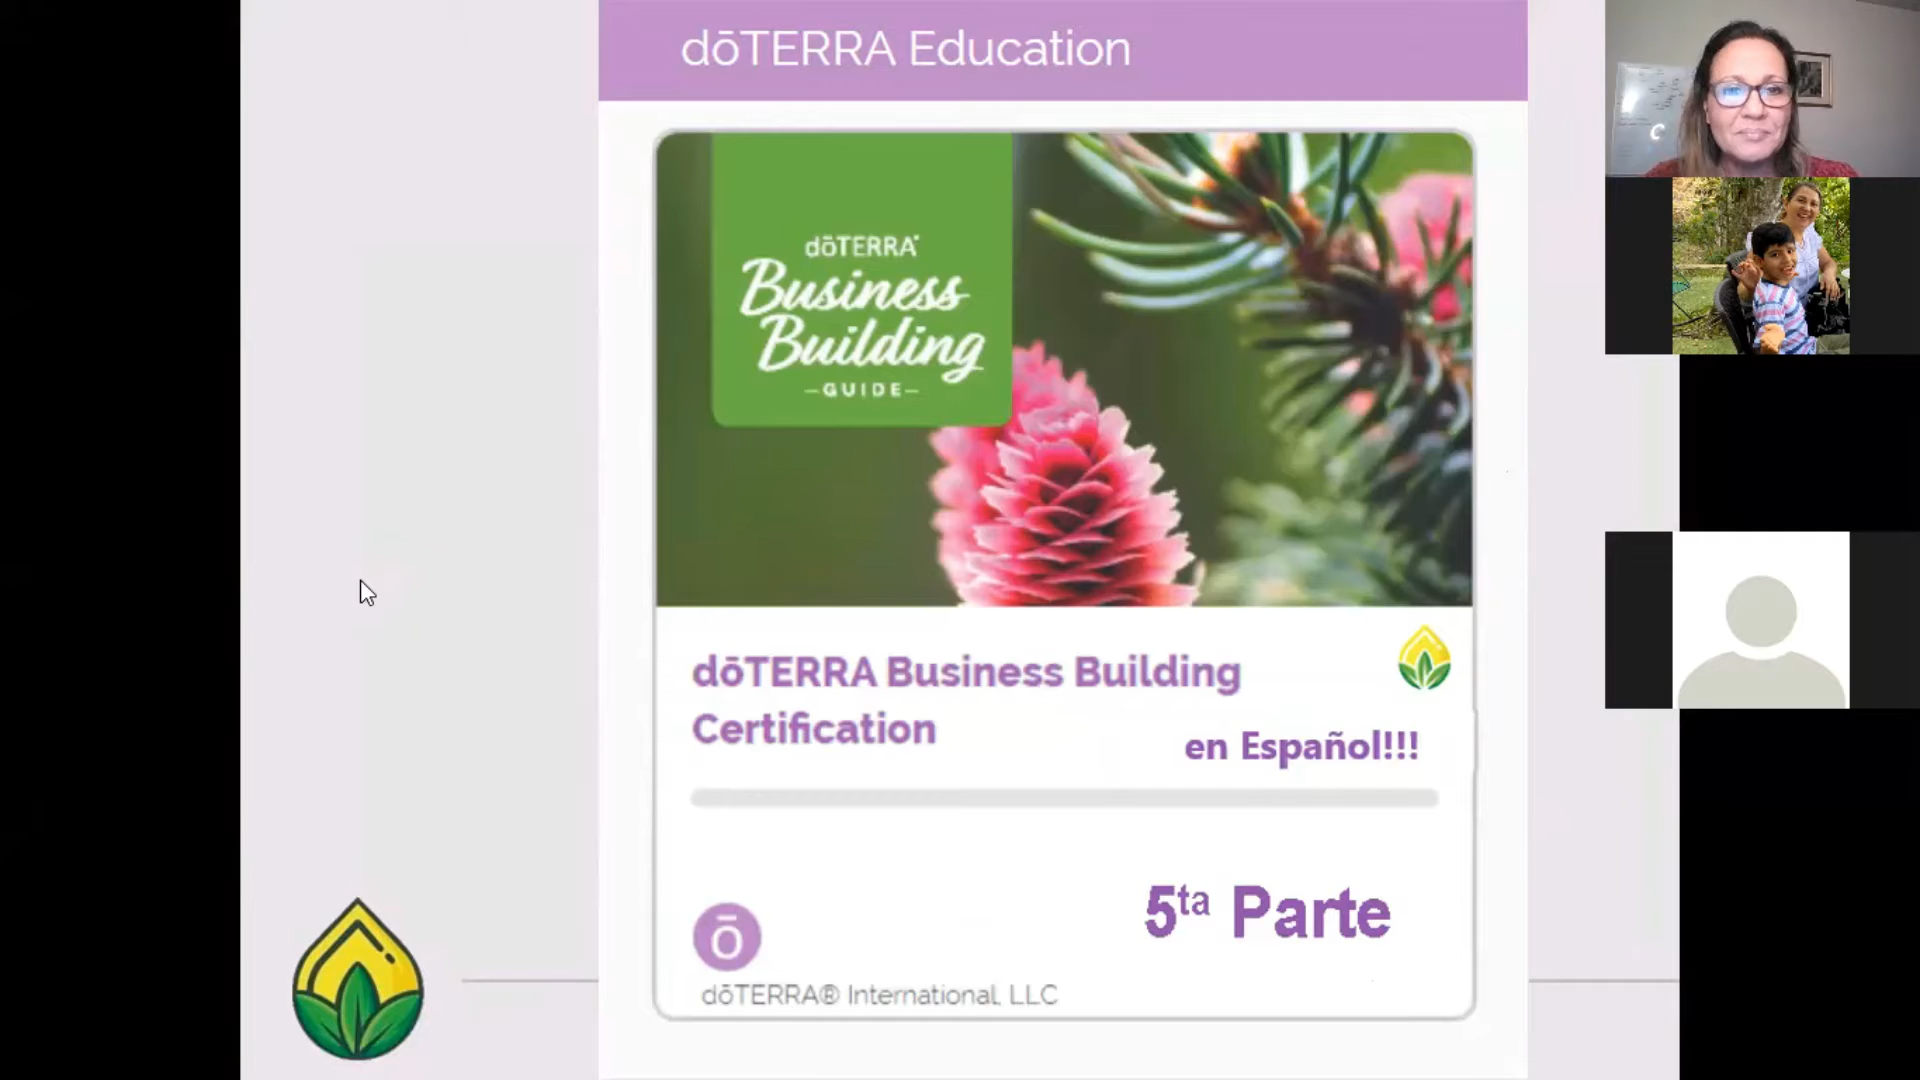 dōTERRA Education
dōTERRA
Business
Building
-GUIDE-
dōTERRA Business Building
Certification
en Español!!!
5ta Parte
ō
dōTERRA® International, LLC